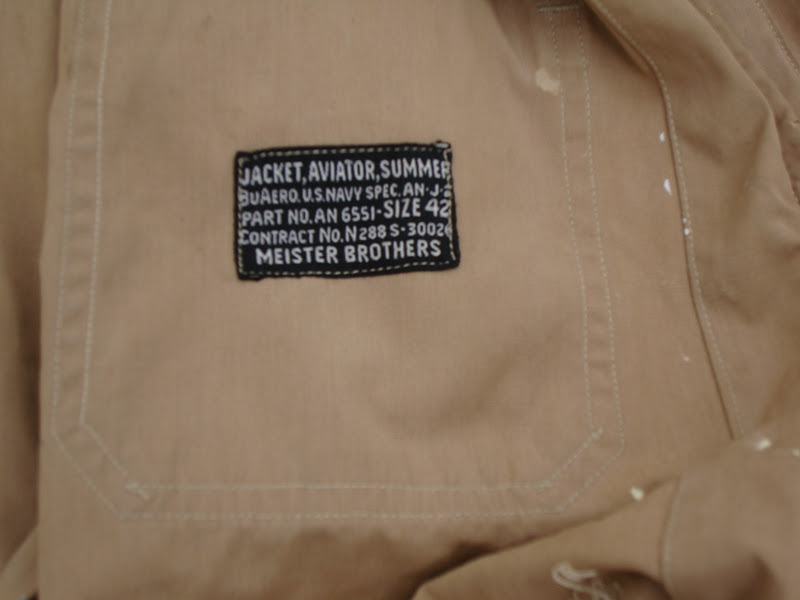 JACKET, AVIATOR, SUMMER
BUAERO. U.S. NAVY SPEC. AN-J-2
PART NO. AN 6551- SIZE 42
CONTRACT NO. N288 S-30026
MEISTER BROTHERS